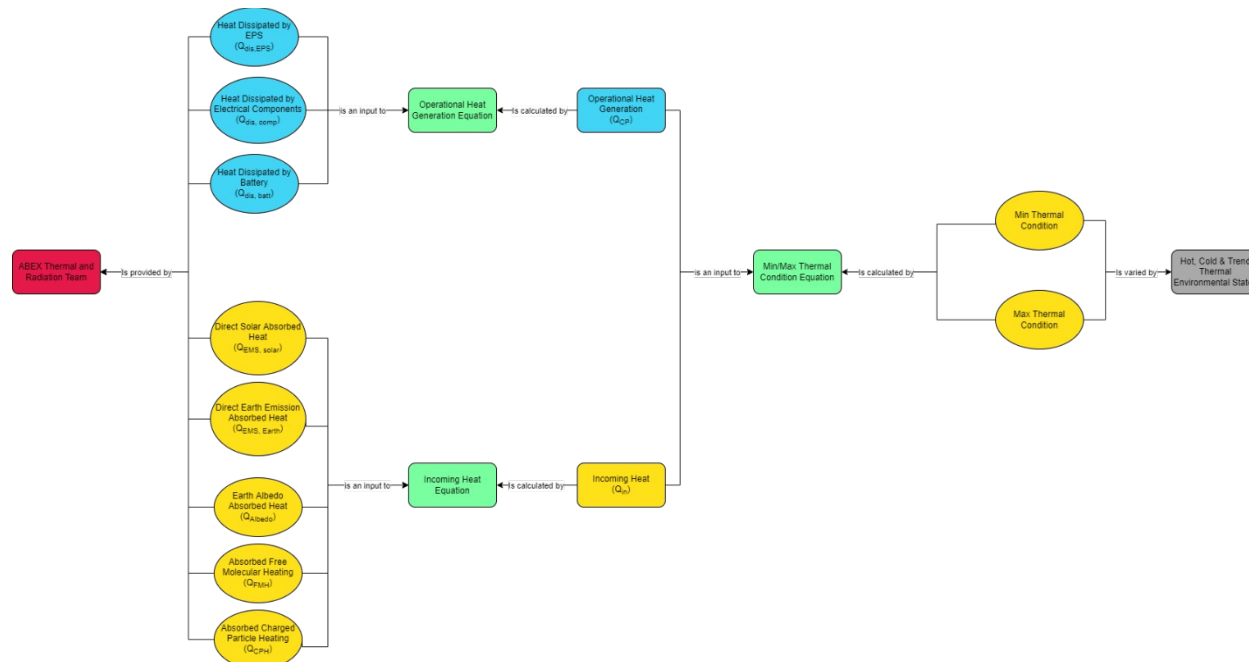 Heat Dissipated by
EPS
(Qdis,EPS)
Heat Dissipated by
Electrical Components
(Qdis, comp)
Heat Dissipated by
Battery
(Qdis, batt)
is an input to
Operational Heat
Generation Equation
Is calculated by
Operational Heat
Generation
(QCP)
ABEX Thermal and
Radiation Team
Is provided by
Direct Solar Absorbed
Heat
(QEMS, solar)
Direct Earth Emission
Absorbed Heat
(QEMS, Earth)
Earth Albedo
Absorbed Heat
(QAlbedo)
Absorbed Free
Molecular Heating
(QFMH)
Absorbed Charged
Particle Heating
(QCPH)
is an input to
Incoming Heat
Equation
Is calculated by
Incoming Heat
(Qin)
is an input to
Min/Max Thermal
Condition Equation
Is calculated by
Min Thermal
Condition
Max Thermal
Condition
Is varied by
Hot, Cold & Trend
Thermal
Environmental State